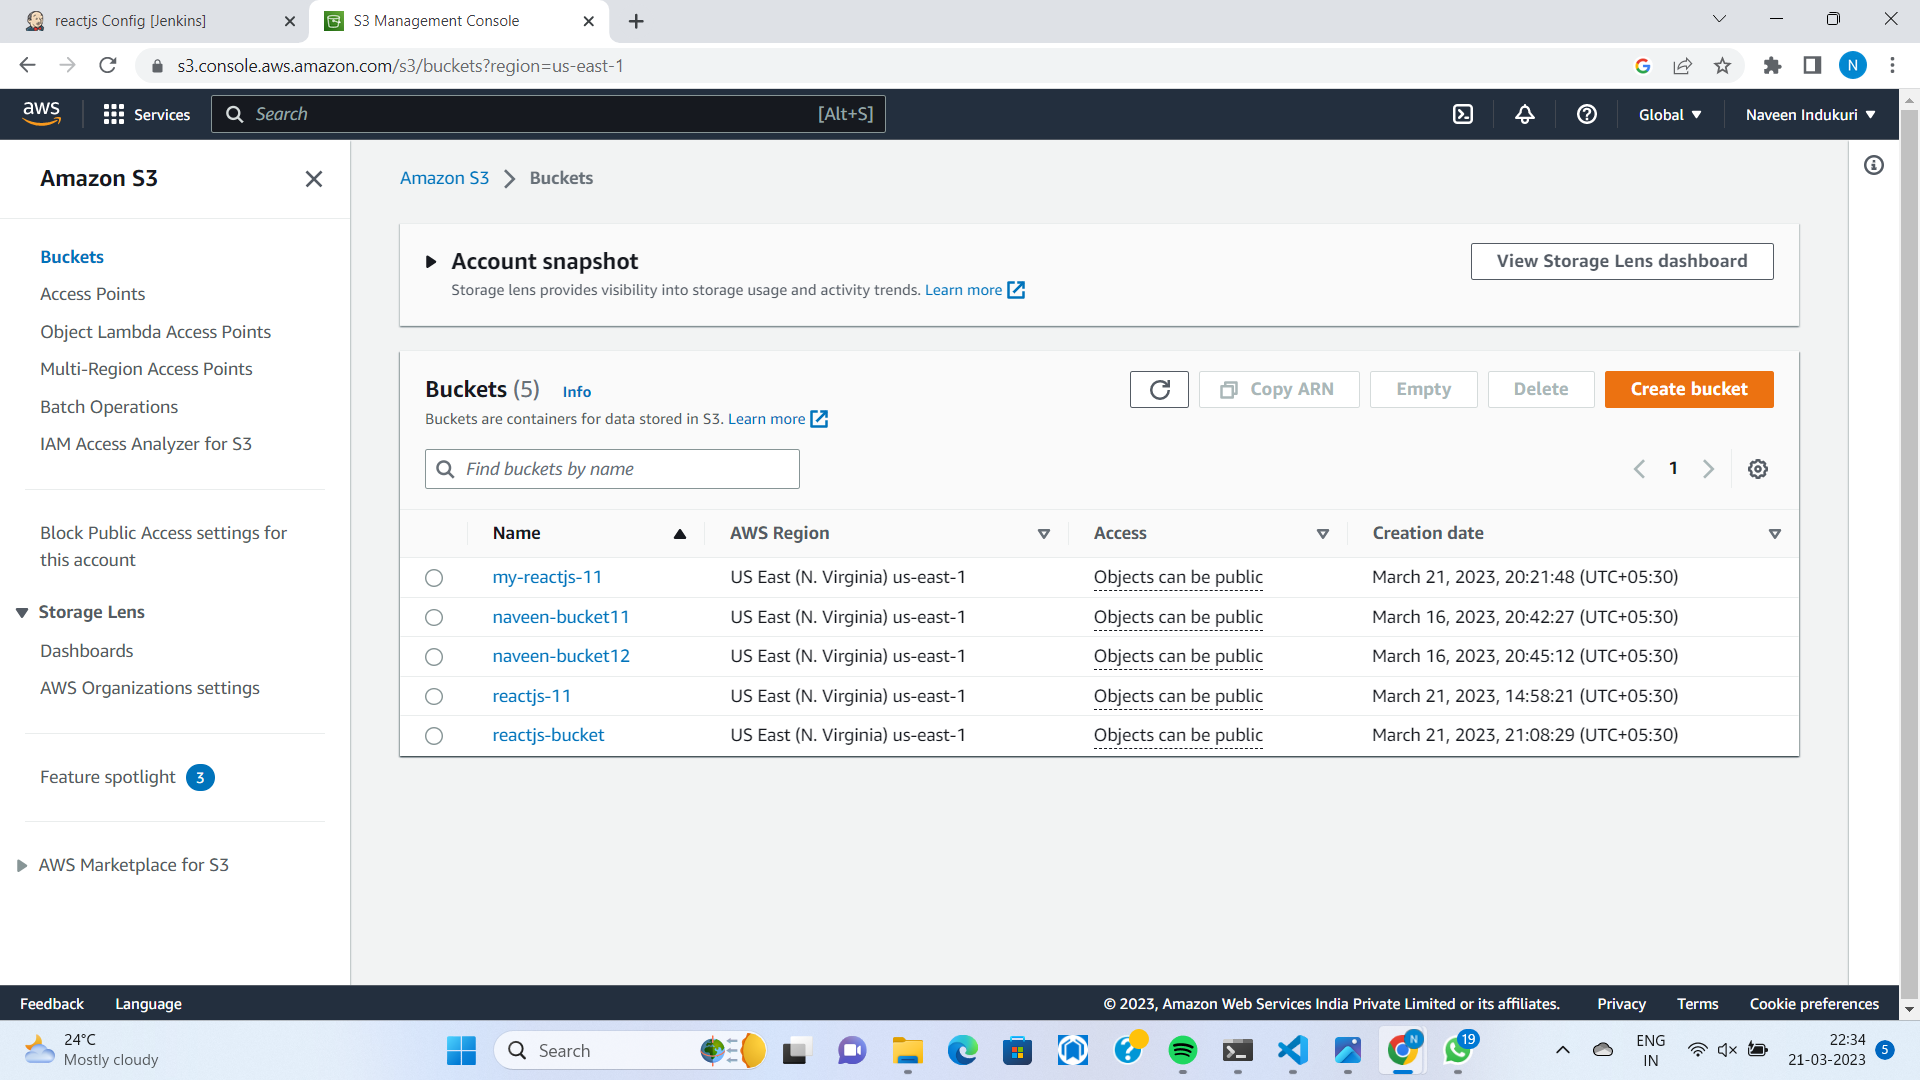 reactjs Config [Jenkins]
S3 Management Console
s3.console.aws.amazon.com/s3/buckets?region=us-east-1
N
aws
Services
Search
[Alt+S]
Global
Naveen Indukuri
Amazon S3
Buckets
Access Points
Object Lambda Access Points
Multi-Region Access Points
Batch Operations
IAM Access Analyzer for S3
Block Public Access settings for
this account
Storage Lens
Dashboards
AWS Organizations settings
Feature spotlight 3
AWS Marketplace for S3
Amazon S3 > Buckets
Account snapshot
Storage lens provides visibility into storage usage and activity trends. Learn more
View Storage Lens dashboard
Buckets (5) Info
Buckets are containers for data stored in S3. Learn more
Copy ARN
Empty
Delete
Create bucket
Find buckets by name
1
Name AWS Region Access Creation date
my-reactjs-11 US East (N. Virginia) us-east-1 Objects can be public March 21, 2023, 20:21:48 (UTC+05:30)
naveen-bucket11 US East (N. Virginia) us-east-1 Objects can be public March 16, 2023, 20:42:27 (UTC+05:30)
naveen-bucket12 US East (N. Virginia) us-east-1 Objects can be public March 16, 2023, 20:45:12 (UTC+05:30)
reactjs-11 US East (N. Virginia) us-east-1 Objects can be public March 21, 2023, 14:58:21 (UTC+05:30)
reactjs-bucket US East (N. Virginia) us-east-1 Objects can be public March 21, 2023, 21:08:29 (UTC+05:30)
Feedback Language
© 2023, Amazon Web Services India Private Limited or its affiliates. Privacy Terms Cookie preferences
24°C
Mostly cloudy
Search
N
19
ENG
IN
22:34
21-03-2023
5